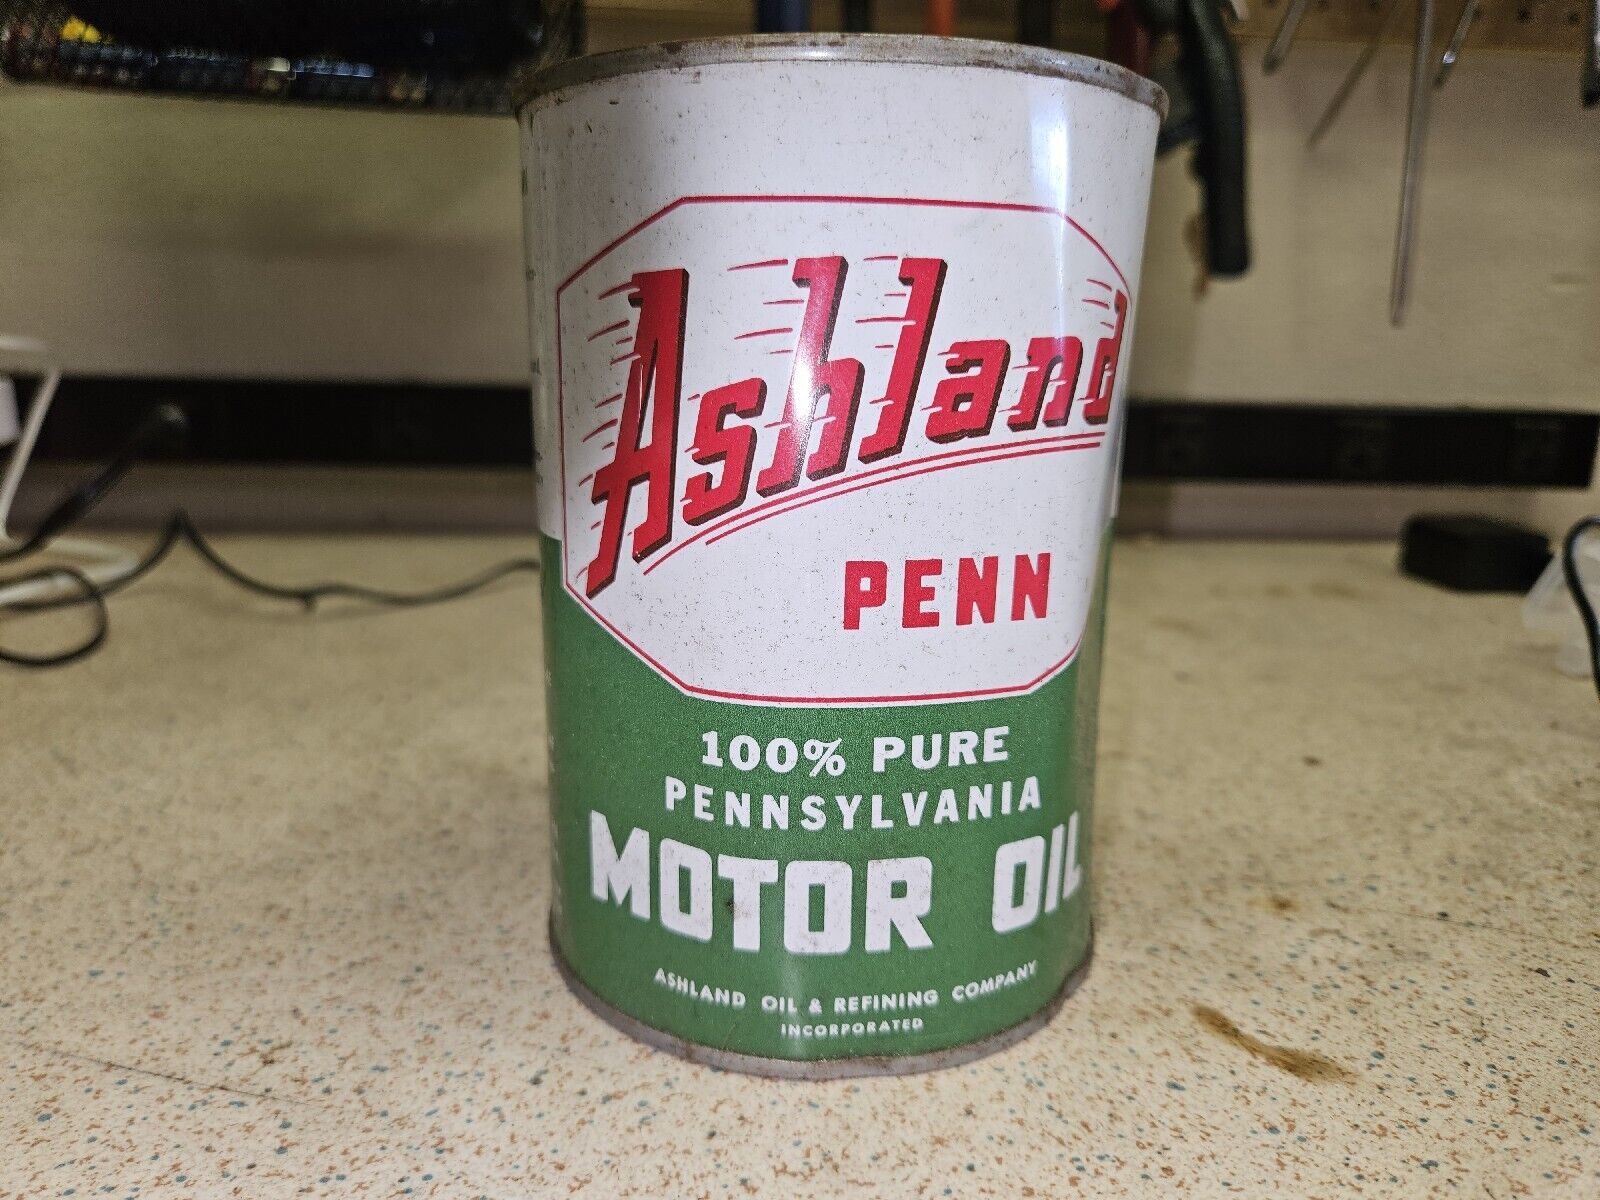 Ashland
PENN
100% PURE
PENNSYLVANIA
MOTOR OIL
ASHLAND OIL & REFINING COMPANY
INCORPORATED